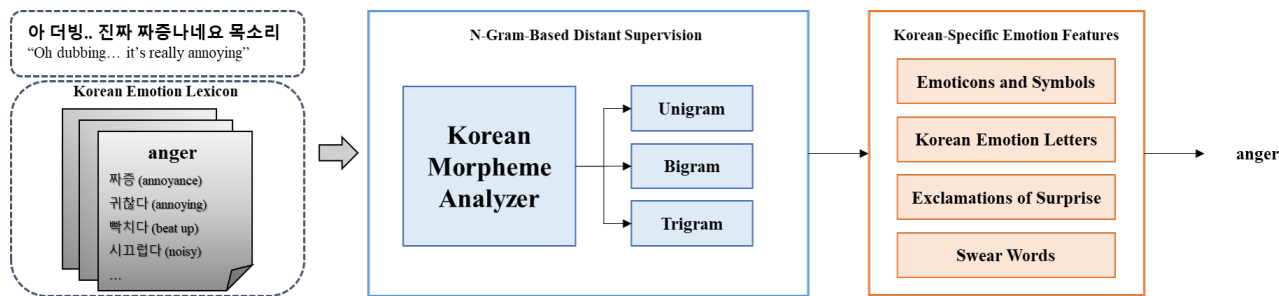 아 더빙.. 진짜 짜증나네요 목소리
“Oh dubbing… it’s really annoying”
Korean Emotion Lexicon
anger
짜증 (annoyance)
귀찮다 (annoying)
빡치다 (beat up)
시끄럽다 (noisy)
…
N-Gram-Based Distant Supervision
Korean
Morpheme
Analyzer
Unigram
Bigram
Trigram
Korean-Specific Emotion Features
Emoticons and Symbols
Korean Emotion Letters
Exclamations of Surprise
Swear Words
anger